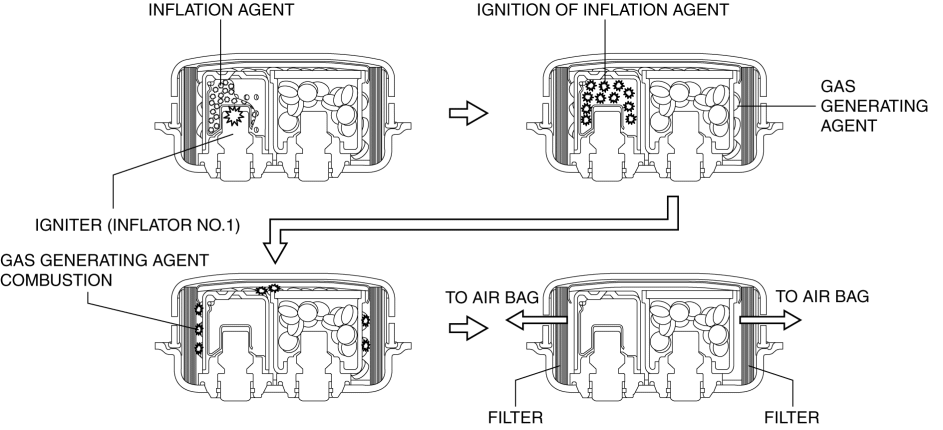 INFLATION AGENT
IGNITION OF INFLATION AGENT
GAS
GENERATING
AGENT
IGNITER (INFLATOR NO.1)
GAS GENERATING AGENT
COMBUSTION
TO AIR BAG
TO AIR BAG
FILTER
FILTER